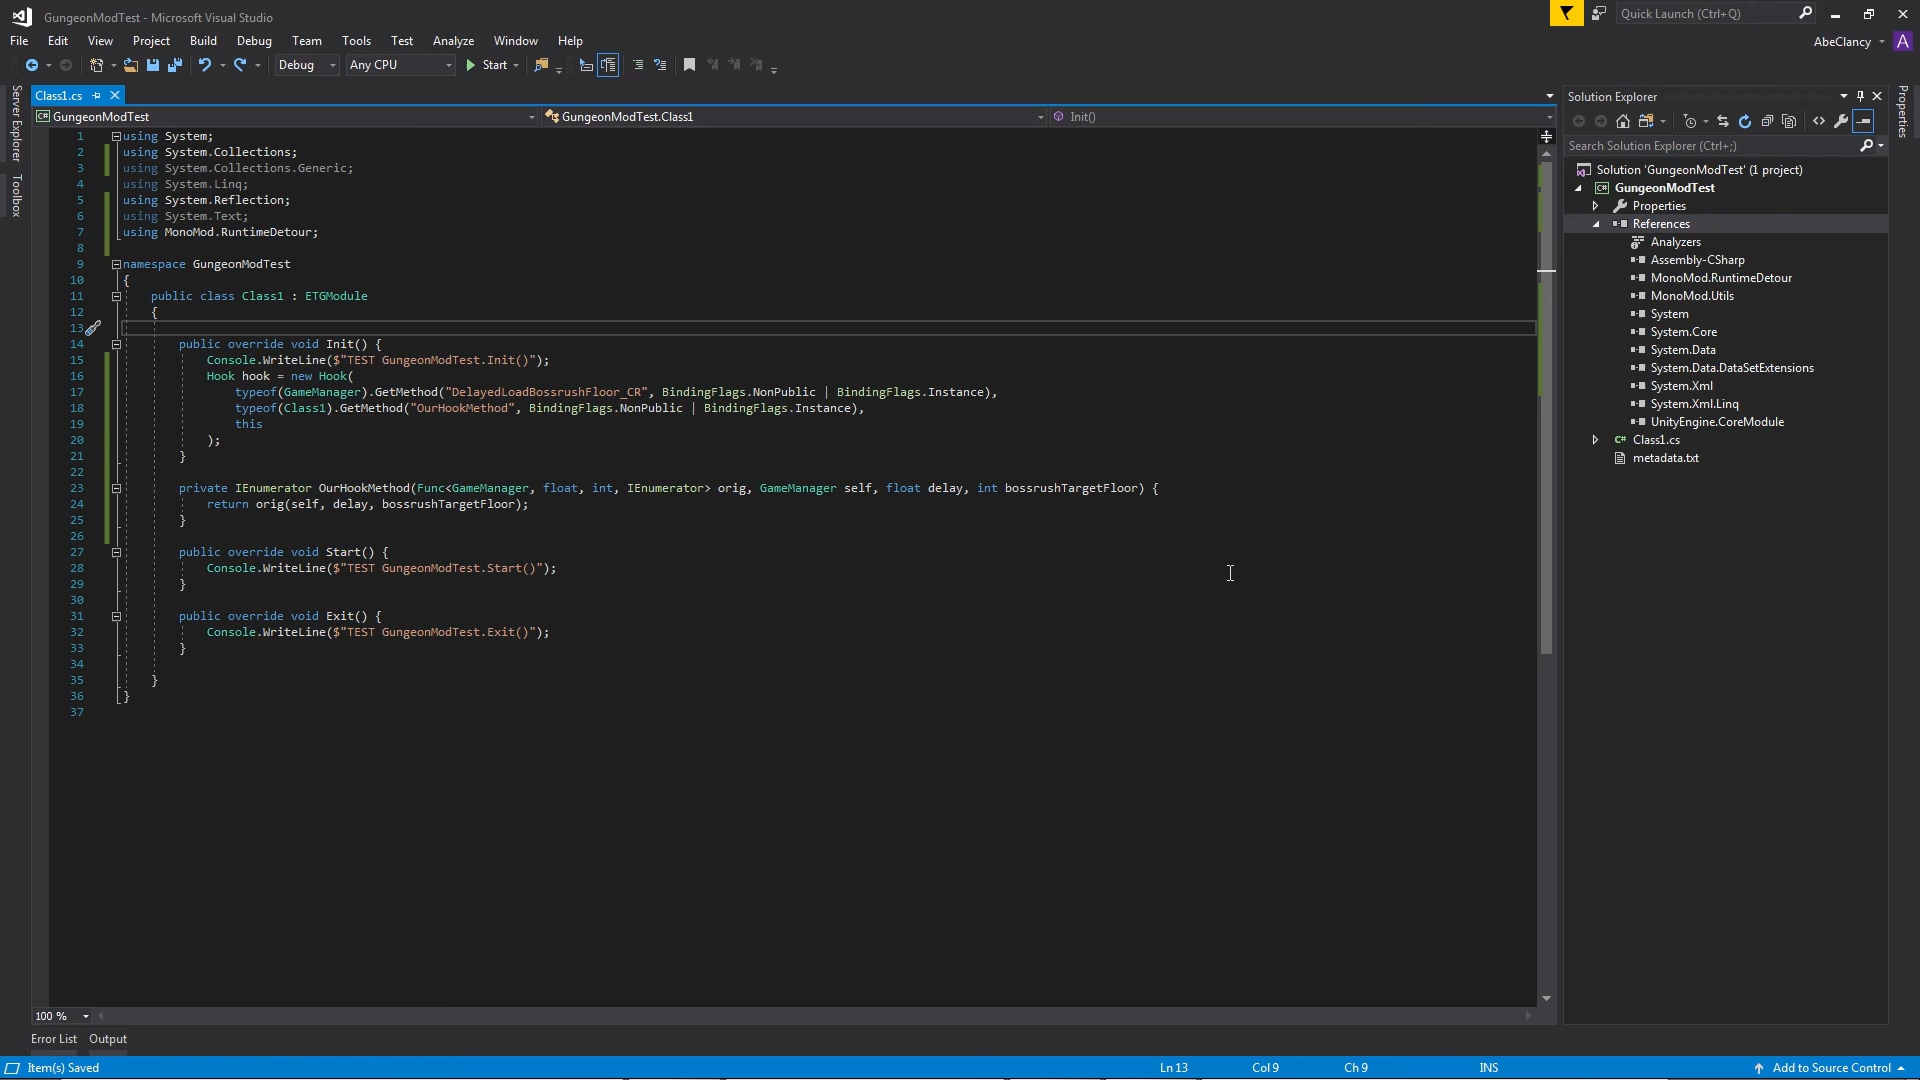 GungeonModTest - Microsoft Visual Studio
Quick Launch (Ctrl+Q)
File Edit View Project Build Debug Team Tools Test Analyze Window Help
AbeClancy A
Debug Any CPU Start
Server Explorer
Toolbox
Class1.cs
GungeonModTest GungeonModTest.Class1 Init()
1 using System;
2 using System.Collections;
3 using System.Collections.Generic;
4 using System.Linq;
5 using System.Reflection;
6 using System.Text;
7 using MonoMod.RuntimeDetour;
8
9 namespace GungeonModTest
10 {
11 public class Class1 : ETGModule
12 {
13
14 public override void Init() {
15 Console.WriteLine($"TEST GungeonModTest.Init()");
16 Hook hook = new Hook(
17 typeof(GameManager).GetMethod("DelayedLoadBossrushFloor_CR", BindingFlags.NonPublic | BindingFlags.Instance),
18 typeof(Class1).GetMethod("OurHookMethod", BindingFlags.NonPublic | BindingFlags.Instance),
19 this
20 );
21 }
22
23 private IEnumerator OurHookMethod(Func<GameManager, float, int, IEnumerator> orig, GameManager self, float delay, int bossrushTargetFloor) {
24 return orig(self, delay, bossrushTargetFloor);
25 }
26
27 public override void Start() {
28 Console.WriteLine($"TEST GungeonModTest.Start()");
29 }
30
31 public override void Exit() {
32 Console.WriteLine($"TEST GungeonModTest.Exit()");
33 }
34
35 }
36 }
37
100 %
Error List Output
Solution Explorer
Search Solution Explorer (Ctrl+;)
Solution 'GungeonModTest' (1 project)
C# GungeonModTest
Properties
References
Analyzers
Assembly-CSharp
MonoMod.RuntimeDetour
MonoMod.Utils
System
System.Core
System.Data
System.Data.DataSetExtensions
System.Xml
System.Xml.Linq
UnityEngine.CoreModule
C# Class1.cs
metadata.txt
Properties
Item(s) Saved Ln 13 Col 9 Ch 9 INS Add to Source Control